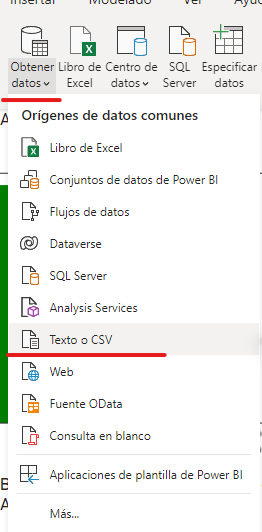 Insertar Modelado Ver Ayu
Obtener Libro de Centro de SQL Especificar
datos Excel datos Server datos
A
Orígenes de datos comunes
Libro de Excel
Conjuntos de datos de Power BI
Flujos de datos
Dataverse
SQL Server
Analysis Services
Texto o CSV
Web
Fuente OData
Consulta en blanco
B
Aplicaciones de plantilla de Power BI
A
Más...